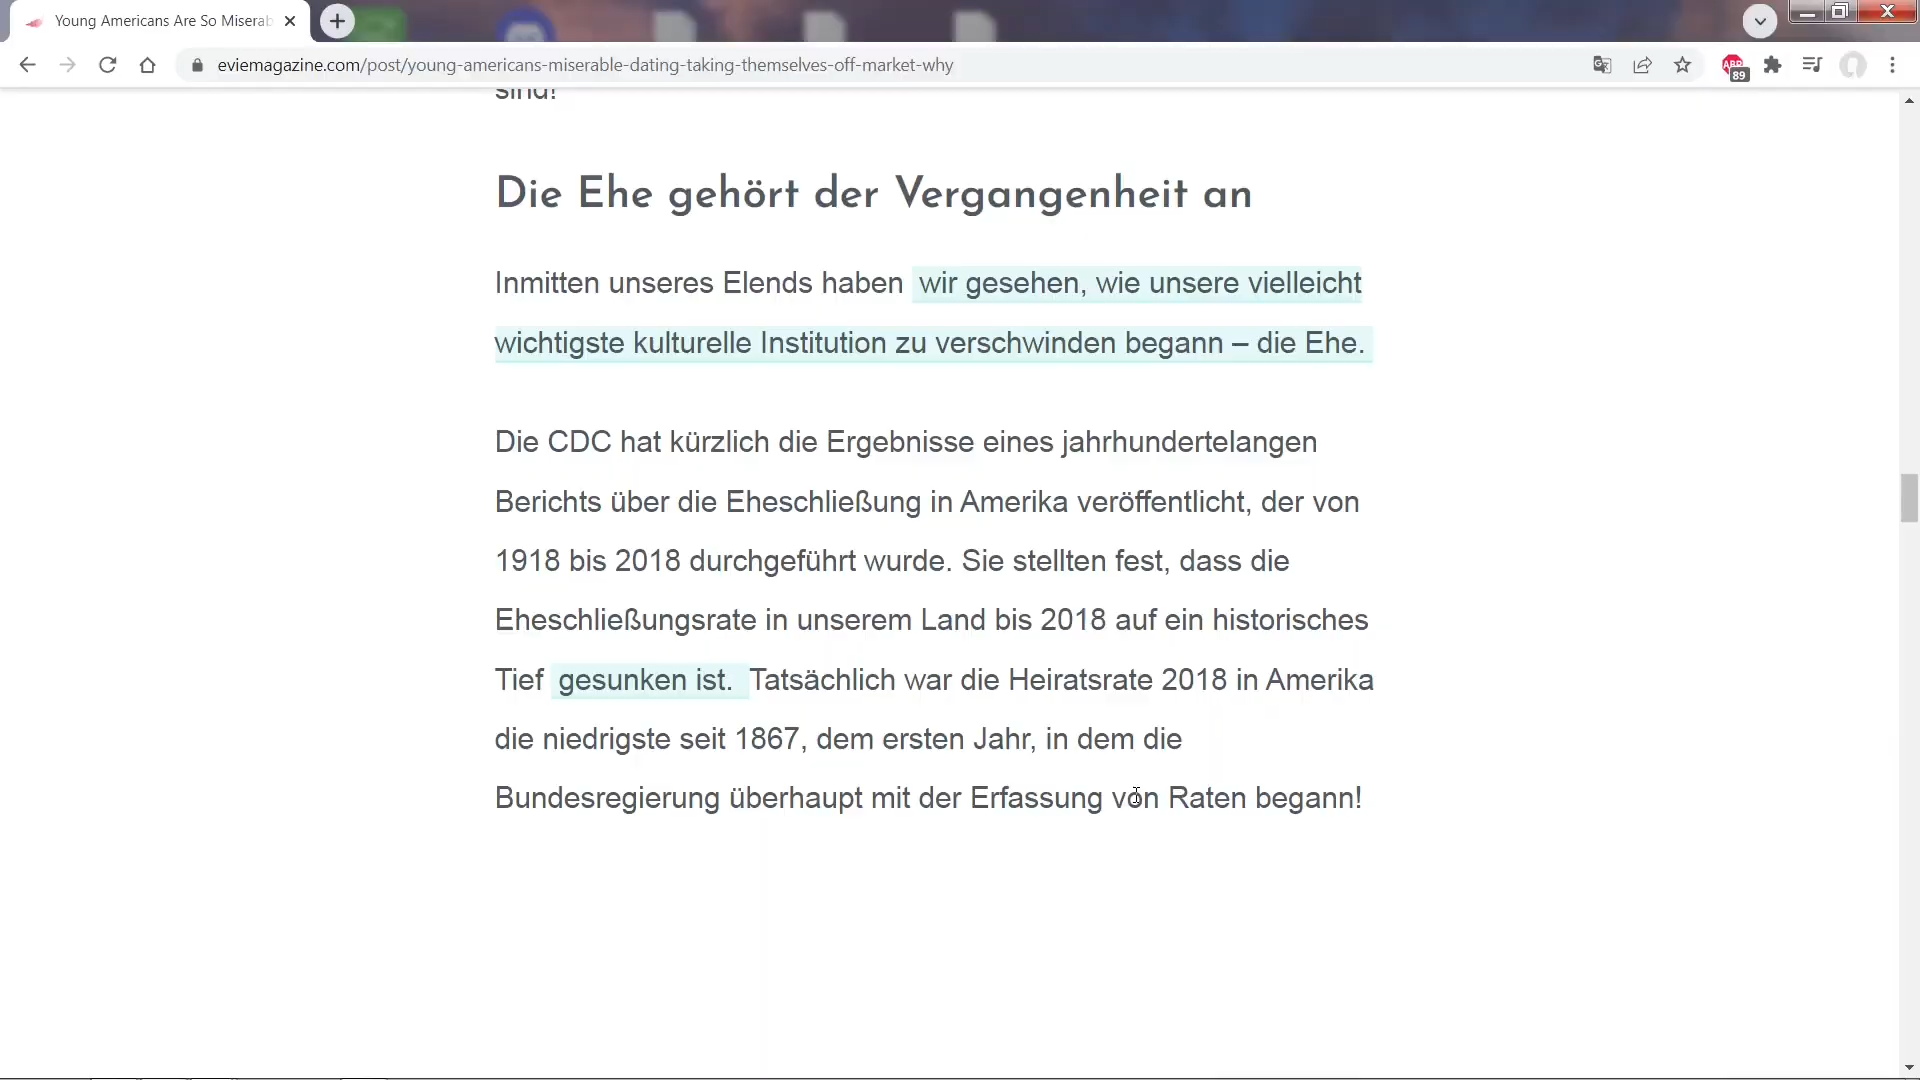 Young Americans Are So Miserab
eviemagazine.com/post/young-americans-miserable-dating-taking-themselves-off-market-why
ABP
89
sind!
Die Ehe gehört der Vergangenheit an
Inmitten unseres Elends haben wir gesehen, wie unsere vielleicht
wichtigste kulturelle Institution zu verschwinden begann – die Ehe.
Die CDC hat kürzlich die Ergebnisse eines jahrhundertelangen
Berichts über die Eheschließung in Amerika veröffentlicht, der von
1918 bis 2018 durchgeführt wurde. Sie stellten fest, dass die
Eheschließungsrate in unserem Land bis 2018 auf ein historisches
Tief gesunken ist. Tatsächlich war die Heiratsrate 2018 in Amerika
die niedrigste seit 1867, dem ersten Jahr, in dem die
Bundesregierung überhaupt mit der Erfassung von Raten begann!